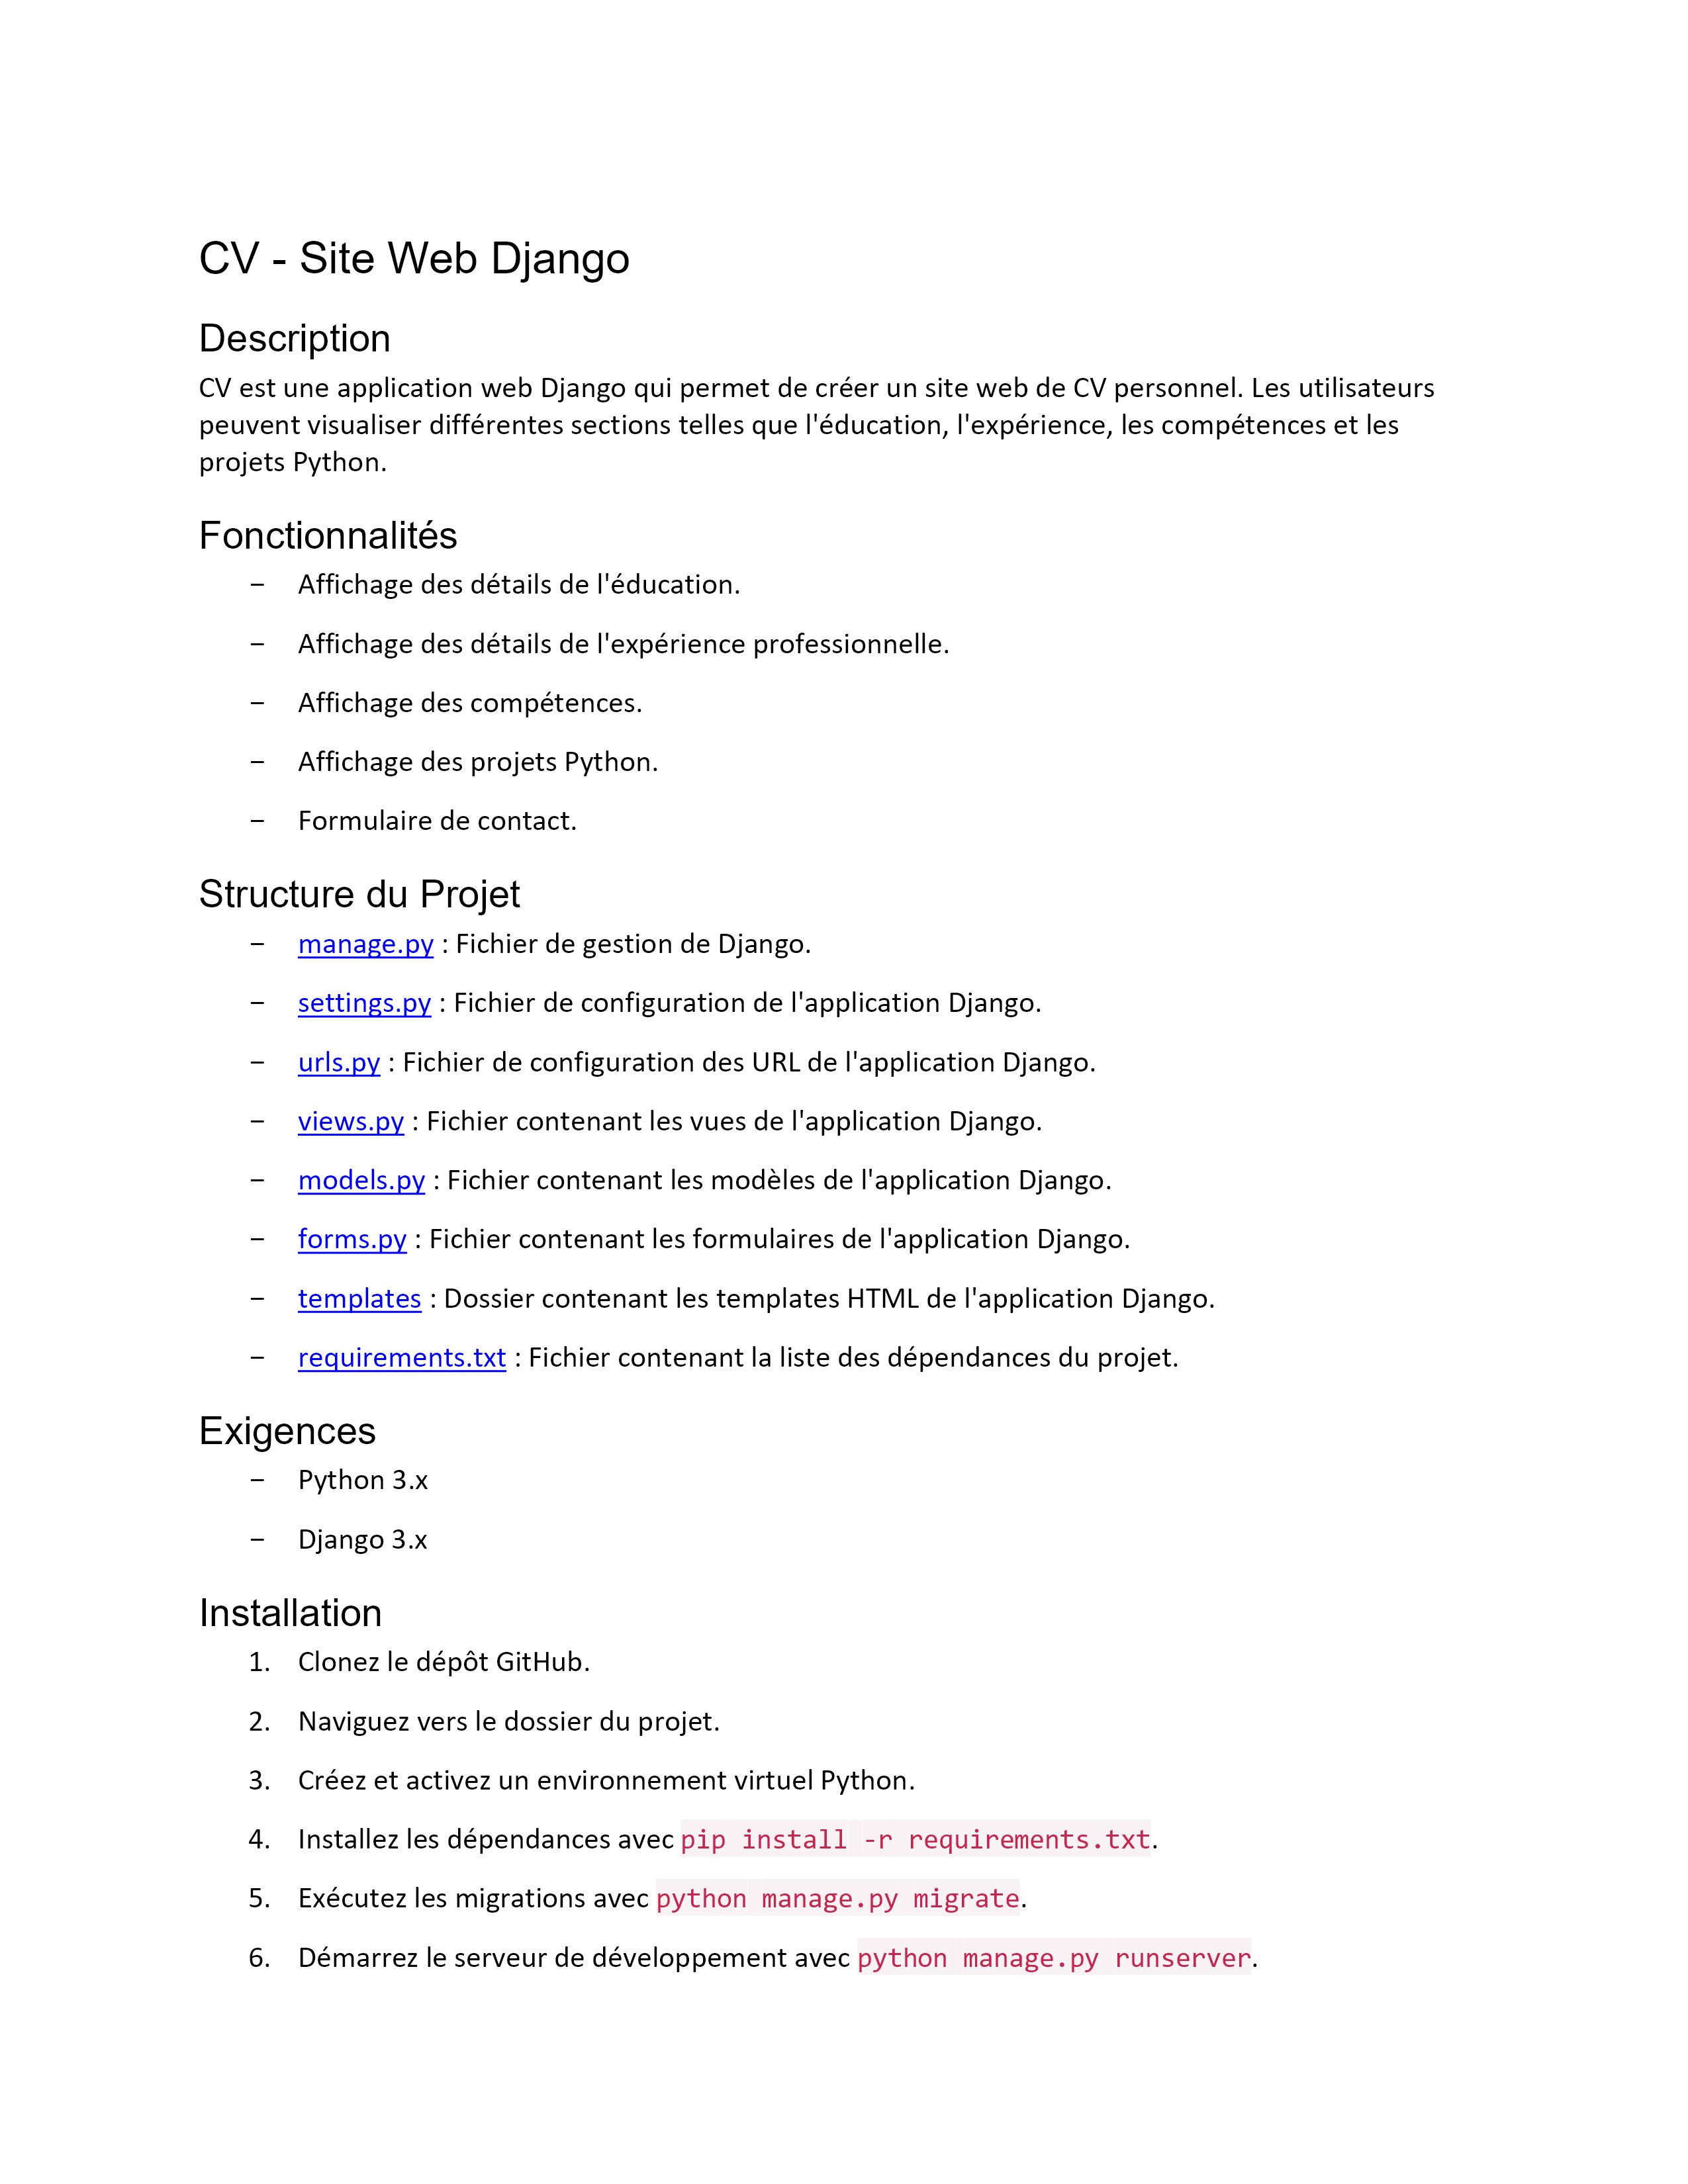 CV - Site Web Django
Description
CV est une application web Django qui permet de créer un site web de CV personnel. Les utilisateurs
peuvent visualiser différentes sections telles que l'éducation, l'expérience, les compétences et les
projets Python.
Fonctionnalités
– Affichage des détails de l'éducation.
– Affichage des détails de l'expérience professionnelle.
– Affichage des compétences.
– Affichage des projets Python.
– Formulaire de contact.
Structure du Projet
– manage.py : Fichier de gestion de Django.
– settings.py : Fichier de configuration de l'application Django.
– urls.py : Fichier de configuration des URL de l'application Django.
– views.py : Fichier contenant les vues de l'application Django.
– models.py : Fichier contenant les modèles de l'application Django.
– forms.py : Fichier contenant les formulaires de l'application Django.
– templates : Dossier contenant les templates HTML de l'application Django.
– requirements.txt : Fichier contenant la liste des dépendances du projet.
Exigences
– Python 3.x
– Django 3.x
Installation
1. Clonez le dépôt GitHub.
2. Naviguez vers le dossier du projet.
3. Créez et activez un environnement virtuel Python.
4. Installez les dépendances avec pip install -r requirements.txt.
5. Exécutez les migrations avec python manage.py migrate.
6. Démarrez le serveur de développement avec python manage.py runserver.